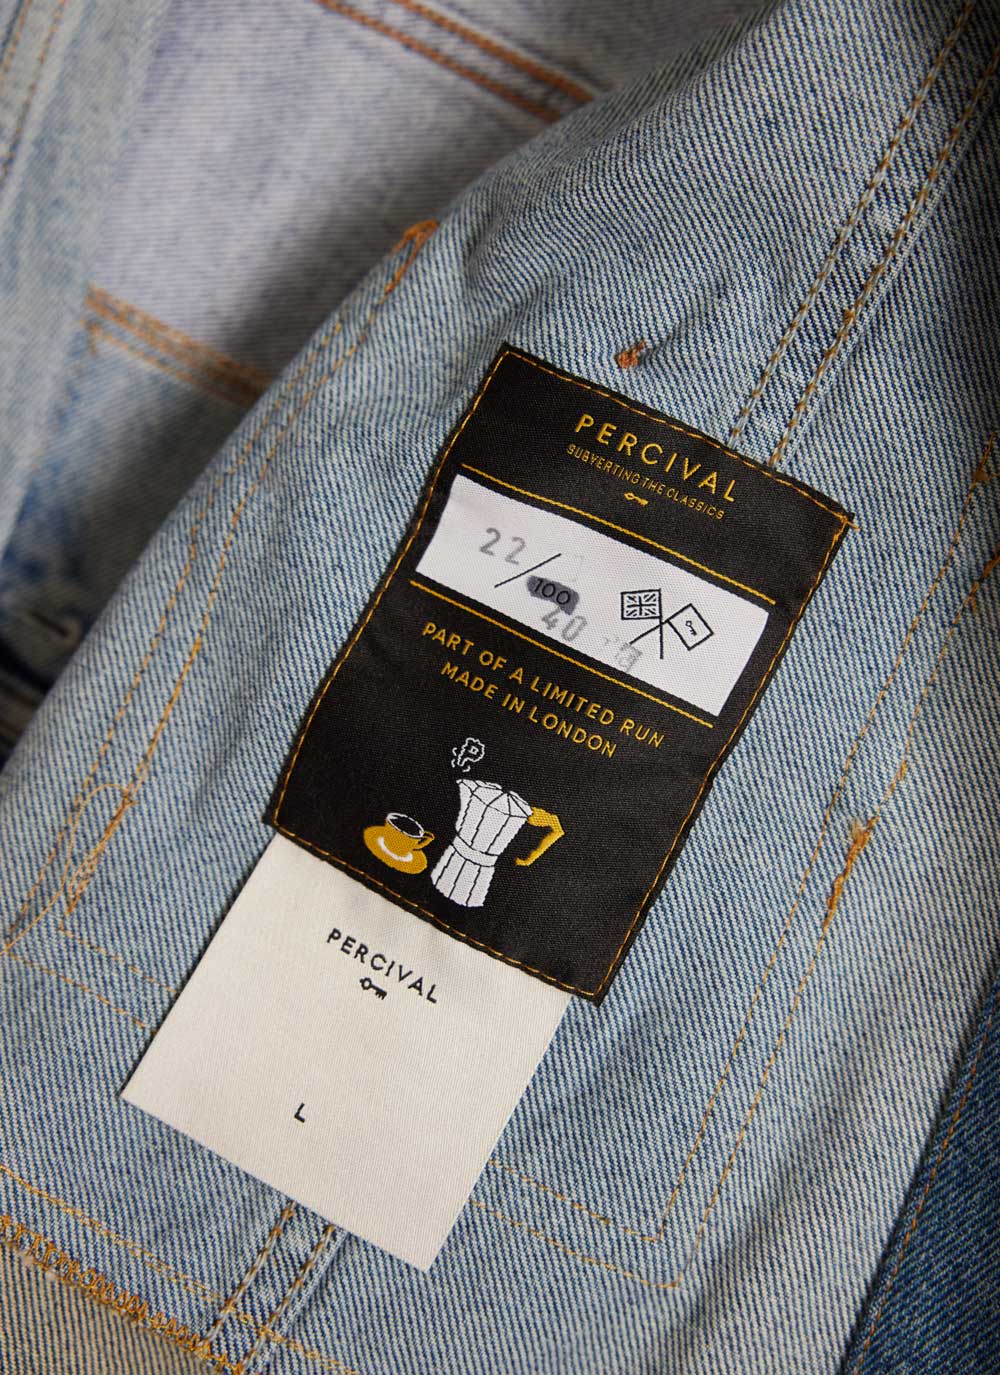 PERCIVAL
SUBVERTING THE CLASSICS
22/100
40
PART OF A LIMITED RUN
MADE IN LONDON
P
PERCIVAL
L